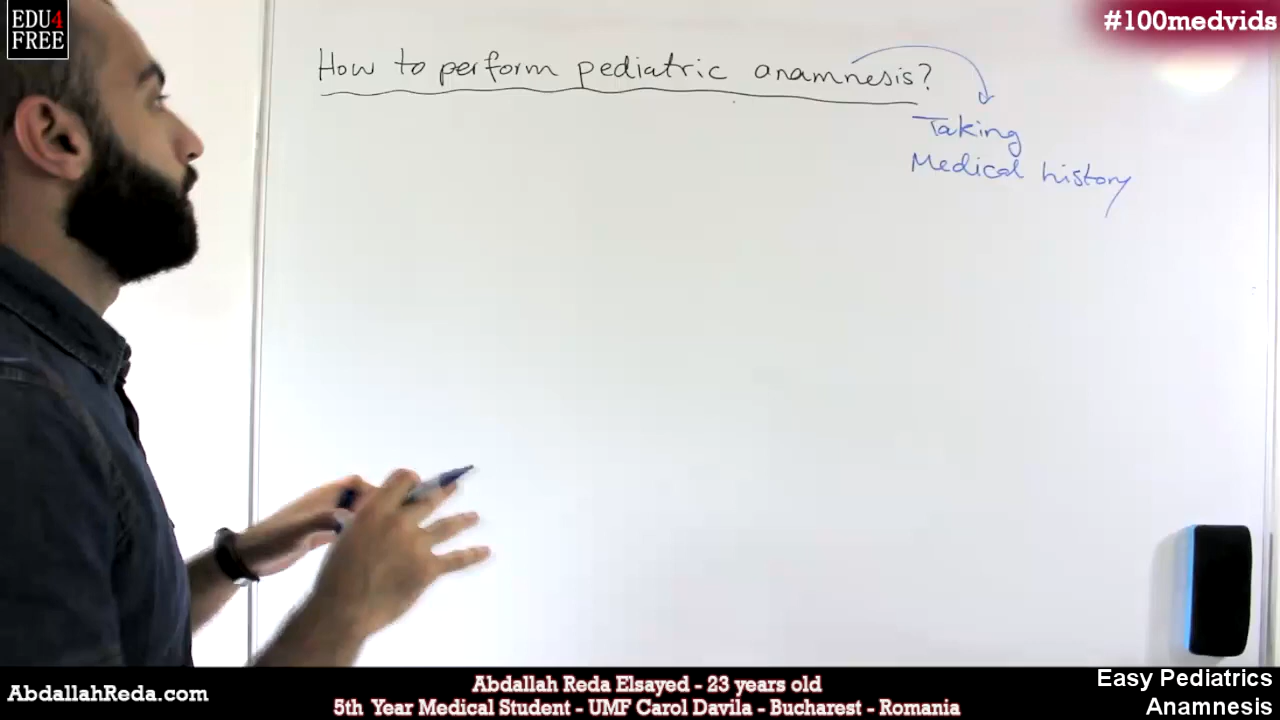 EDU4
FREE
#100medvids
How to perform pediatric anamnesis?
Taking
Medical history
AbdallahReda.com
Abdallah Reda Elsayed - 23 years old
5th Year Medical Student - UMF Carol Davila - Bucharest - Romania
Easy Pediatrics
Anamnesis